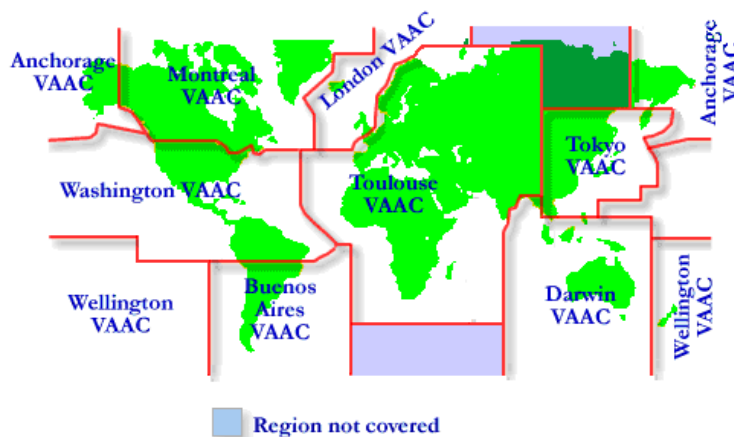 Anchorage
VAAC
Montreal
VAAC
London VAAC
Anchorage
VAAC
Tokyo
VAAC
Washington VAAC
Toulouse
VAAC
Wellington
VAAC
Buenos
Aires
VAAC
Darwin
VAAC
Wellington
VAAC
Region not covered